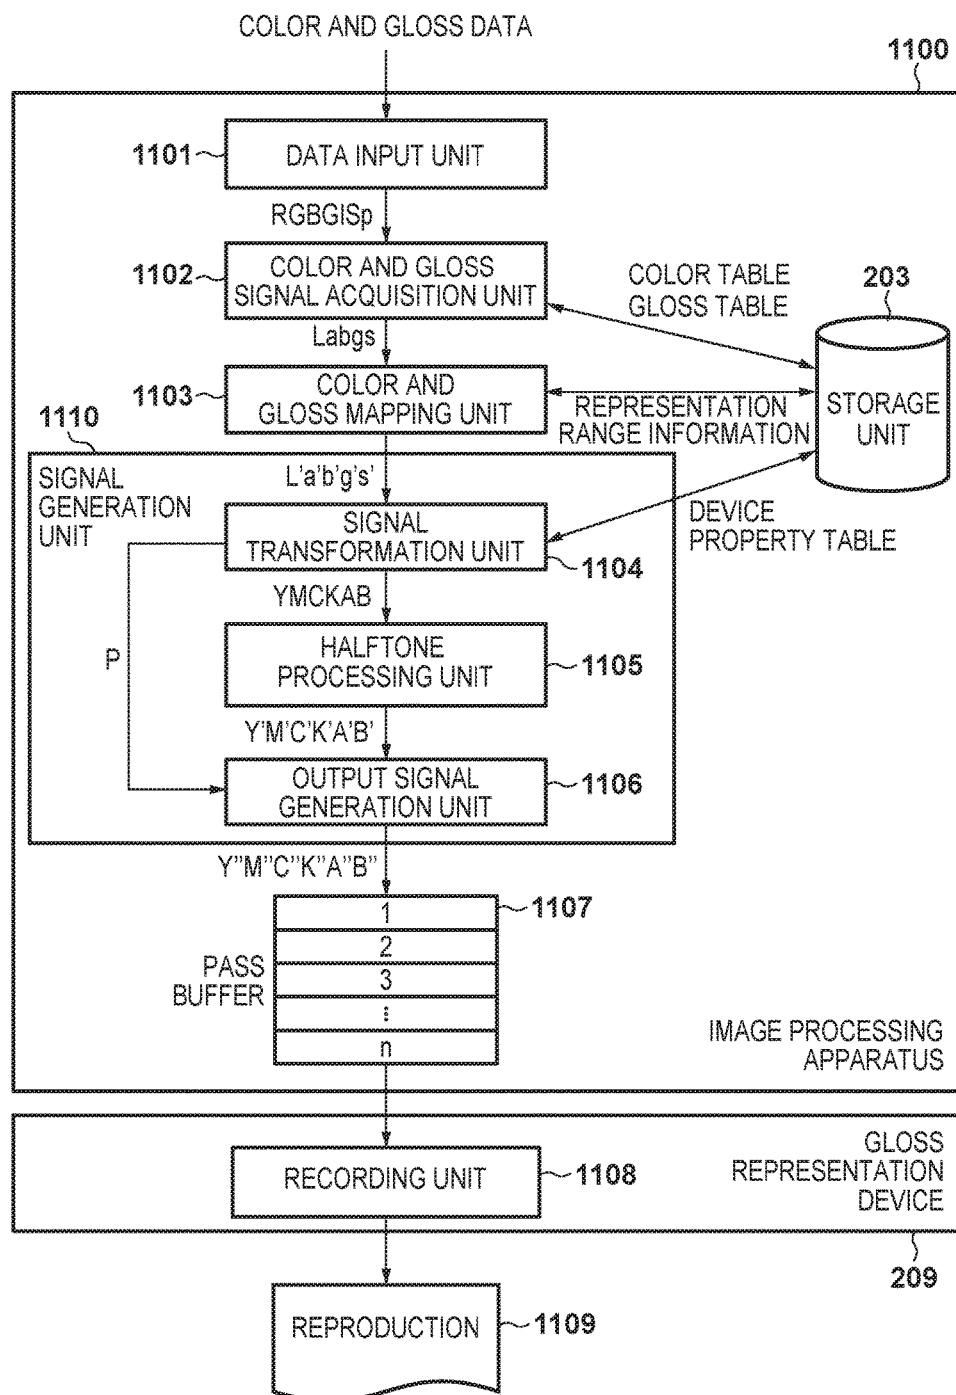 COLOR AND GLOSS DATA
1100
1101
DATA INPUT UNIT
RGBGISp
1102
COLOR AND GLOSS
SIGNAL ACQUISITION UNIT
COLOR TABLE
GLOSS TABLE
203
Labgs
1103
COLOR AND
GLOSS MAPPING UNIT
REPRESENTATION
RANGE INFORMATION
STORAGE
UNIT
1110
SIGNAL
GENERATION
UNIT
L'a'b'g's'
SIGNAL
TRANSFORMATION UNIT
1104
DEVICE
PROPERTY TABLE
YMCKAB
P
HALFTONE
PROCESSING UNIT
1105
Y'M'C'K'A'B'
OUTPUT SIGNAL
GENERATION UNIT
1106
Y''M''C''K''A''B''
PASS
BUFFER
1
2
3
⋮
n
1107
IMAGE PROCESSING
APPARATUS
RECORDING UNIT
1108
GLOSS
REPRESENTATION
DEVICE
209
REPRODUCTION
1109